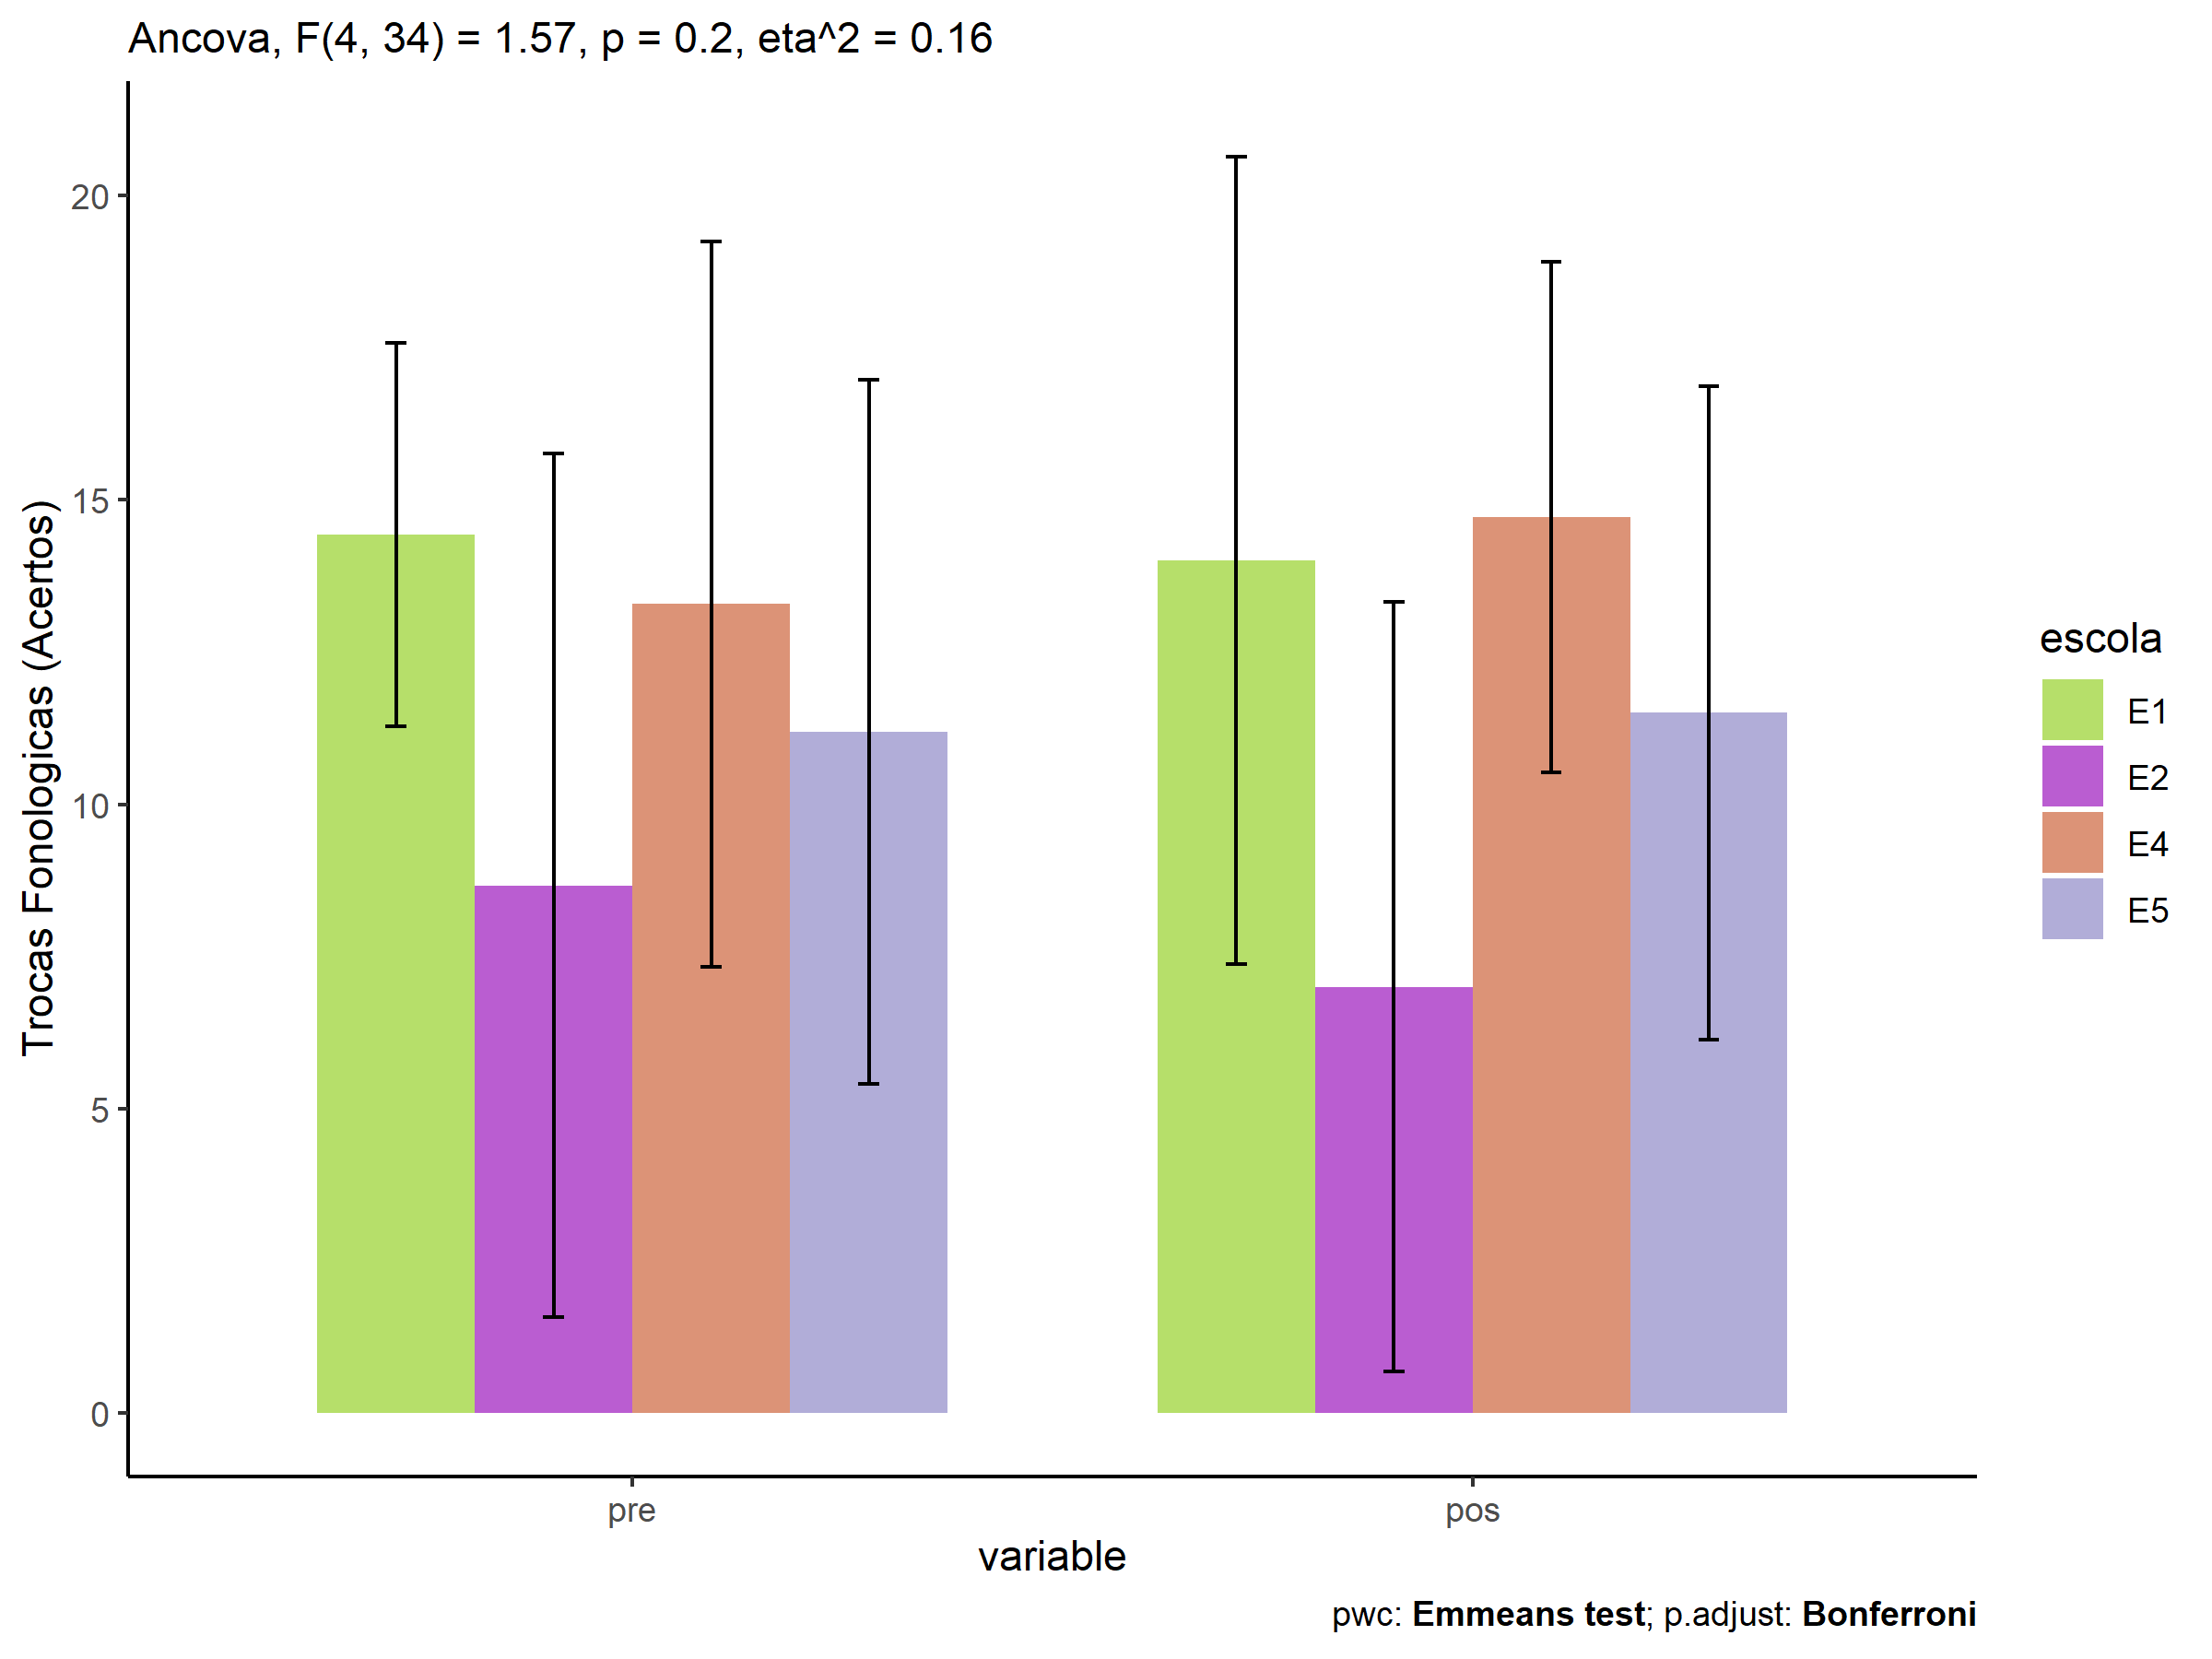 Ancova, F(4, 34) = 1.57, p = 0.2, eta^2 = 0.16
Trocas Fonologicas (Acertos)
20
15
10
5
0
pre
pos
variable
escola
E1
E2
E4
E5
pwc: Emmeans test; p.adjust: Bonferroni